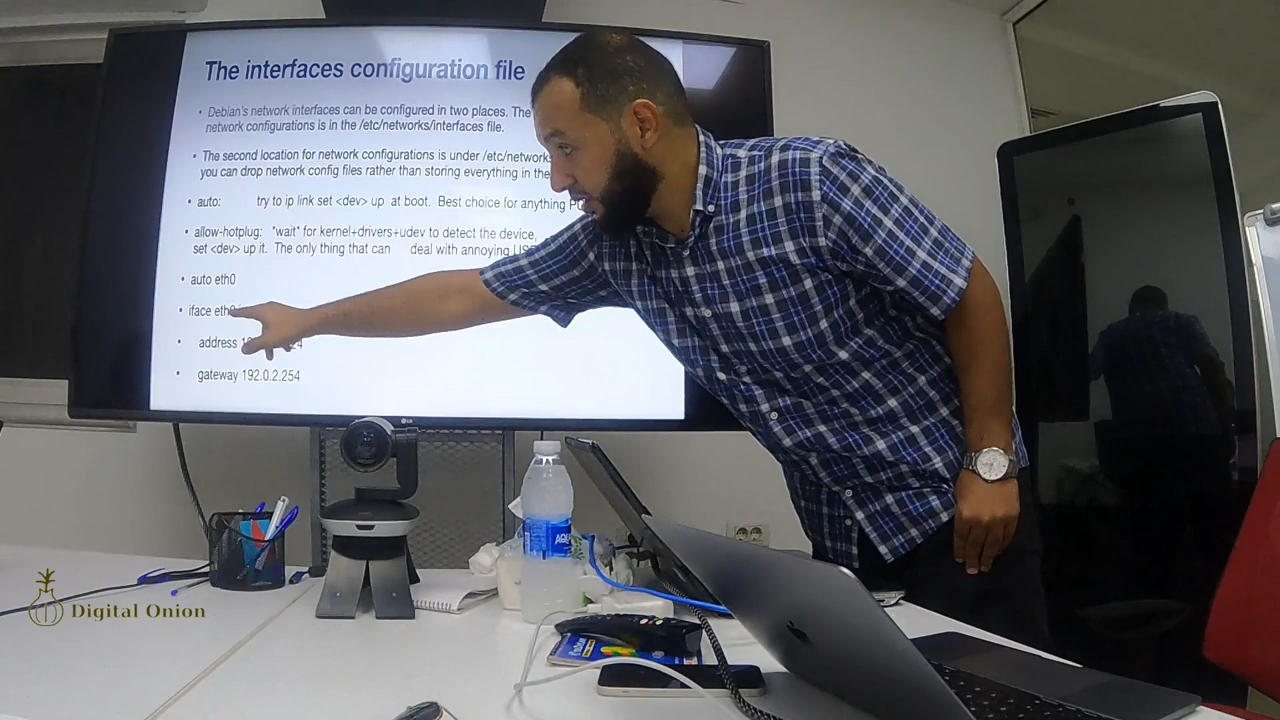 The interfaces configuration file
• Debian's network interfaces can be configured in two places. The
network configurations is in the /etc/networks/interfaces file.
• The second location for network configurations is under /etc/network
you can drop network config files rather than storing everything in the
• auto: try to ip link set <dev> up at boot. Best choice for anything
• allow-hotplug: "wait" for kernel+drivers+udev to detect the device,
set <dev> up it. The only thing that can deal with annoying
• auto eth0
• iface eth0
• address
• gateway 192.0.2.254
LG
Digital Onion